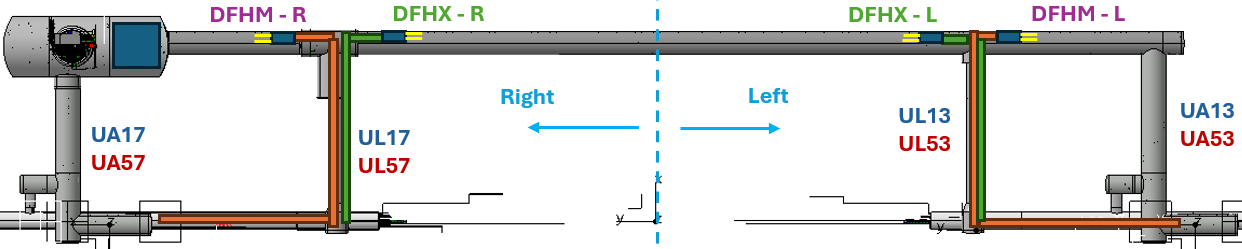 DFHM - R
DFHX - R
DFHX - L
DFHM - L
Right
Left
UA17
UA57
UL17
UL57
UL13
UL53
UA13
UA53
x
y
z
y
z